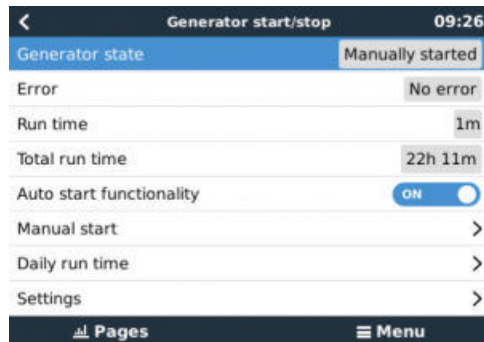 Generator start/stop 09:26
Generator state Manually started
Error No error
Run time 1m
Total run time 22h 11m
Auto start functionality ON
Manual start
Daily run time
Settings
Pages Menu